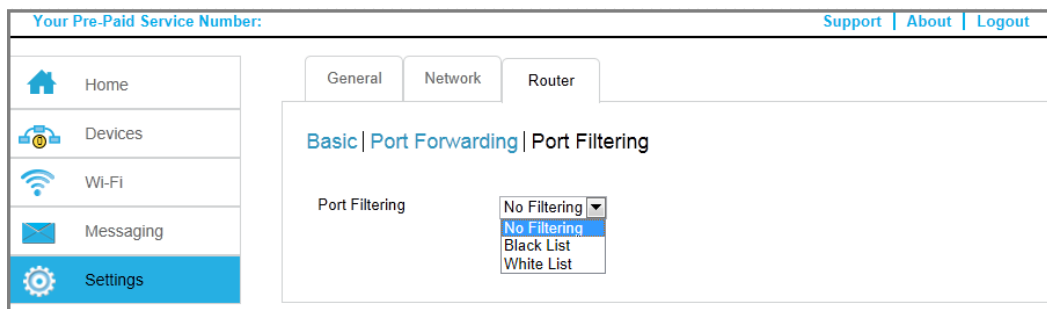 Your Pre-Paid Service Number:
Support | About | Logout
Home
Devices
Wi-Fi
Messaging
Settings
General Network Router
Basic | Port Forwarding | Port Filtering
Port Filtering No Filtering
No Filtering
Black List
White List